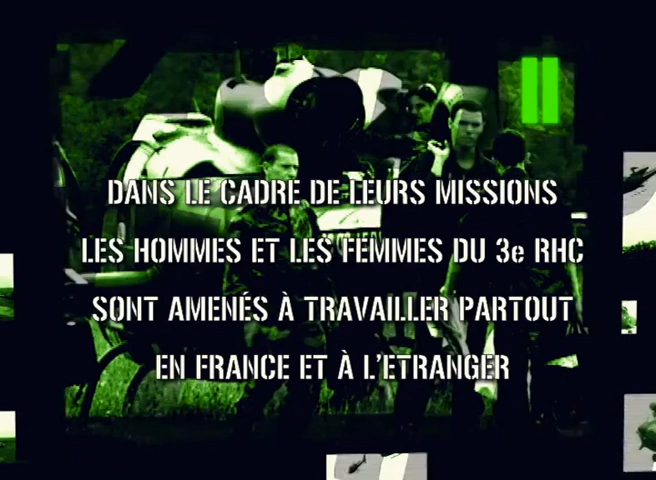 DANS LE CADRE DE LEURS MISSIONS
LES HOMMES ET LES FEMMES DU 3e RHC
SONT AMENÉS À TRAVAILLER PARTOUT
EN FRANCE ET À L'ETRANGER